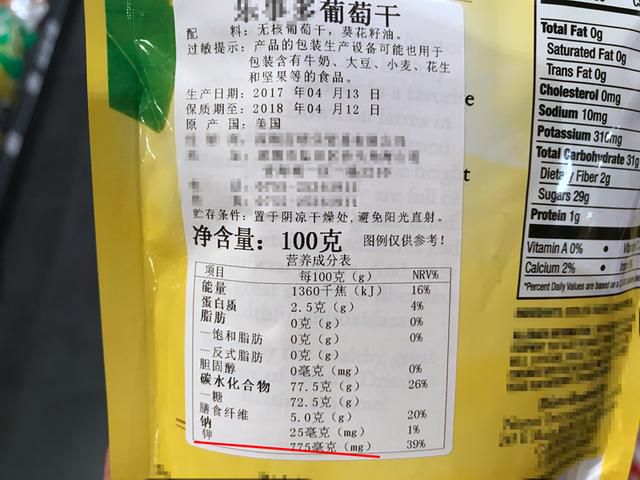 葡萄干
配 料：无核葡萄干，葵花籽油。
过敏提示：产品的包装生产设备可能也用于
包装含有牛奶、大豆、小麦、花生
和坚果等的食品。
生产日期：2017 年 04 月 13 日
保质期至：2018 年 04 月 12 日
原 产 国：美国
贮存条件：置于阴凉干燥处，避免阳光直射。
净含量：100克 图例仅供参考！
营养成分表
项目 每100克（g） NRV%
能量 1360千焦（kJ） 16%
蛋白质 2.5克（g） 4%
脂肪 0克（g） 0%
—饱和脂肪 0克（g） 0%
—反式脂肪 0克（g）
胆固醇 0毫克（mg） 0%
碳水化合物 77.5克（g） 26%
—糖 72.5克（g）
膳食纤维 5.0克（g） 20%
钠 25毫克（mg） 1%
钾 775毫克（mg） 39%
Total Fat 0g
Saturated Fat 0g
Trans Fat 0g
Cholesterol 0mg
Sodium 10mg
Potassium 310mg
Total Carbohydrate 31g
Dietary Fiber 2g
Sugars 29g
Protein 1g
Vitamin A 0% •
Calcium 2% •
*Percent Daily Values are based on a